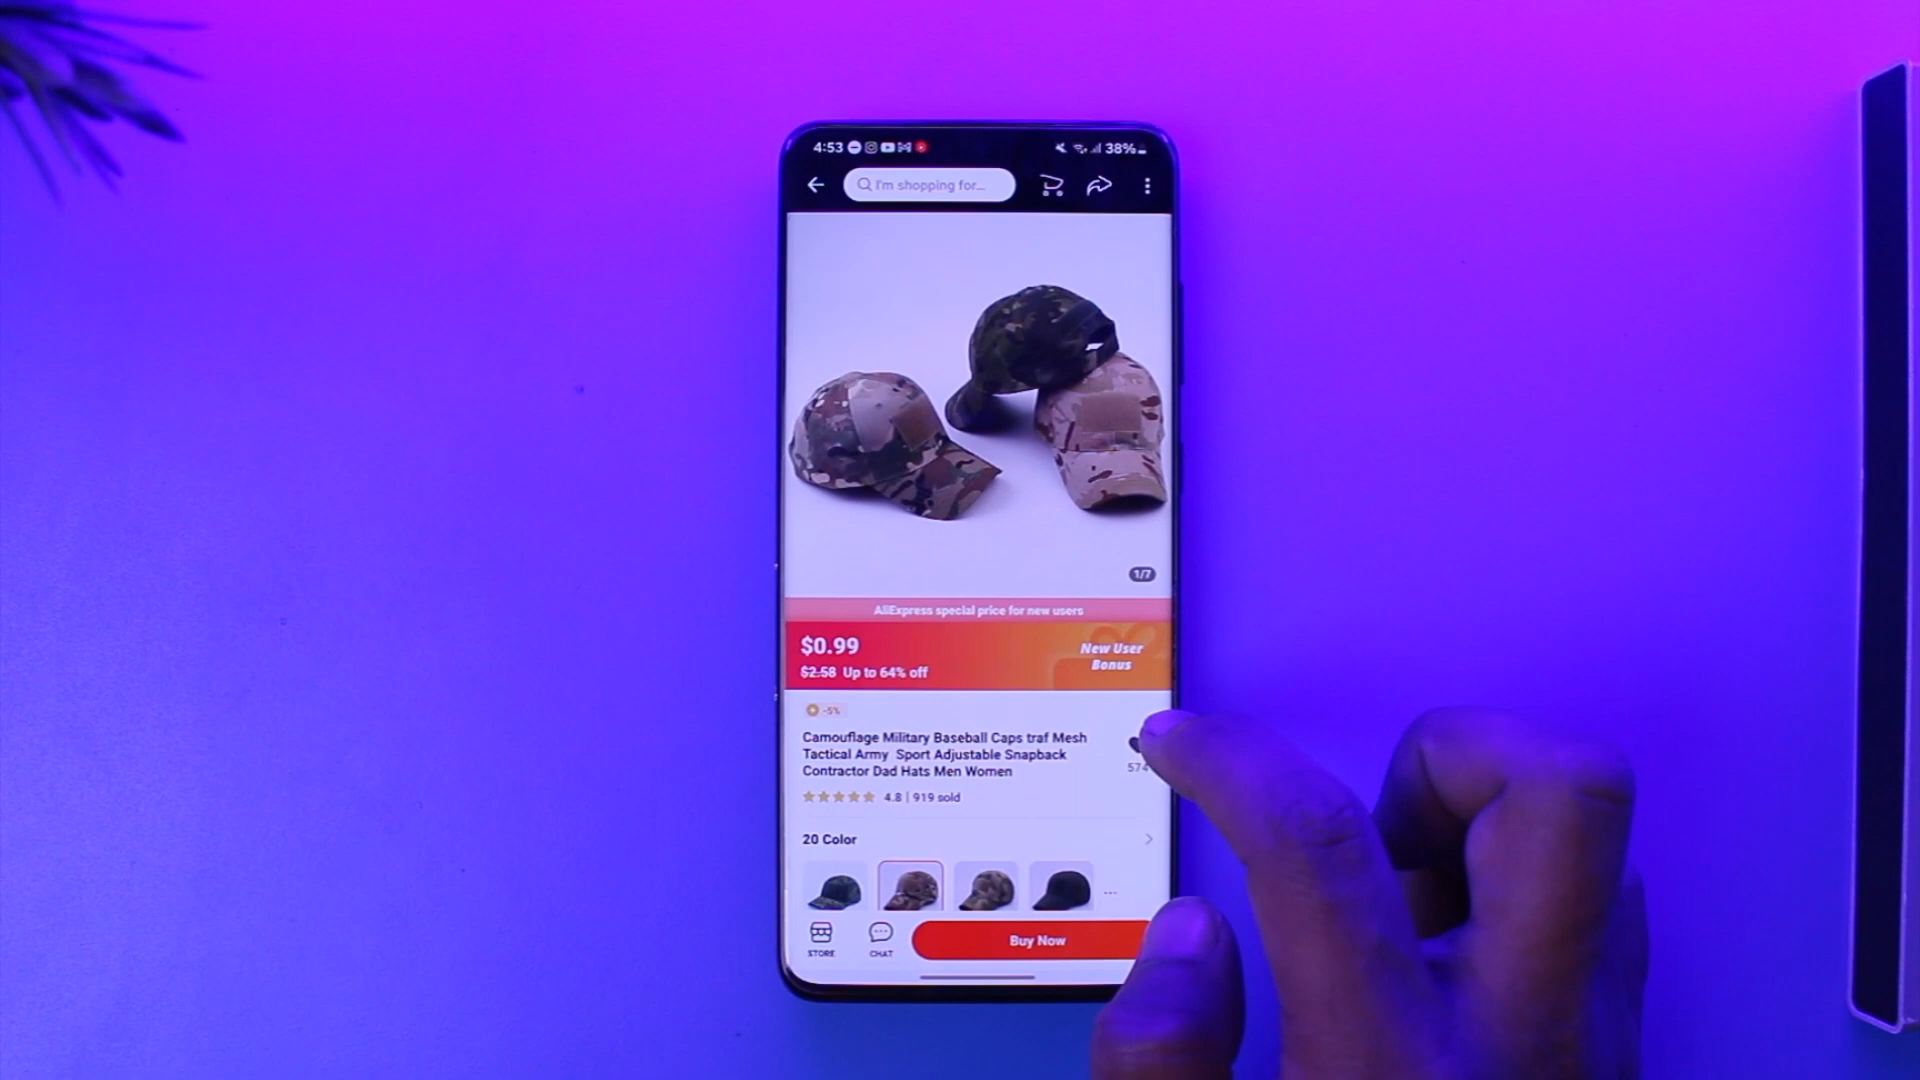 4:53
38%
I'm shopping for...
1/7
AliExpress special price for new users
$0.99
$2.58 Up to 64% off
New User
Bonus
-5%
Camouflage Military Baseball Caps traf Mesh
Tactical Army Sport Adjustable Snapback
Contractor Dad Hats Men Women
574
4.8 | 919 sold
20 Color
STORE
CHAT
Buy Now